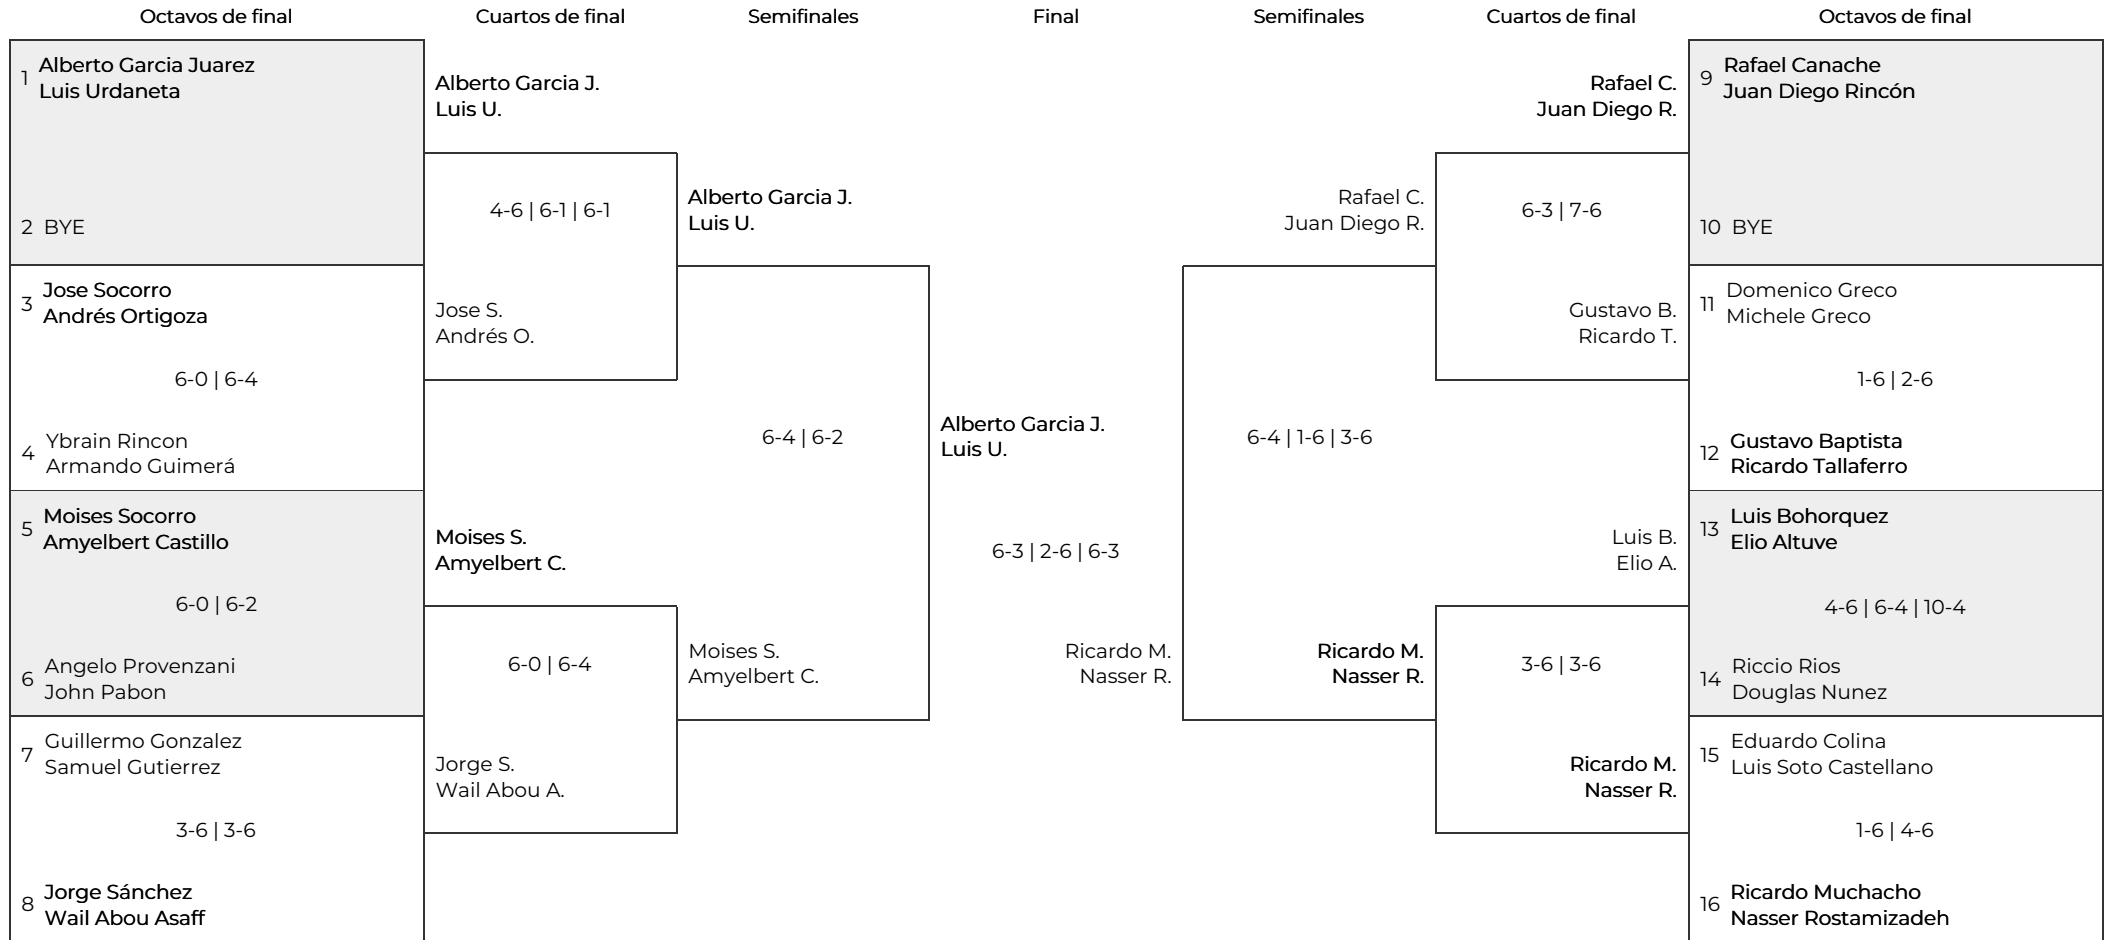 Octavos de final
Cuartos de final
Semifinales
Final
Semifinales
Cuartos de final
Octavos de final
1
Alberto Garcia Juarez
Luis Urdaneta
2 BYE
3
Jose Socorro
Andrés Ortigoza
6-0 | 6-4
4
Ybrain Rincon
Armando Guimerá
5
Moises Socorro
Amyelbert Castillo
6-0 | 6-2
6
Angelo Provenzani
John Pabon
7
Guillermo Gonzalez
Samuel Gutierrez
3-6 | 3-6
8
Jorge Sánchez
Wail Abou Asaff
Alberto Garcia J.
Luis U.
4-6 | 6-1 | 6-1
Jose S.
Andrés O.
Moises S.
Amyelbert C.
6-0 | 6-4
Jorge S.
Wail Abou A.
Alberto Garcia J.
Luis U.
6-4 | 6-2
Moises S.
Amyelbert C.
Alberto Garcia J.
Luis U.
6-3 | 2-6 | 6-3
Ricardo M.
Nasser R.
Rafael C.
Juan Diego R.
6-4 | 1-6 | 3-6
Ricardo M.
Nasser R.
Rafael C.
Juan Diego R.
6-3 | 7-6
Gustavo B.
Ricardo T.
Luis B.
Elio A.
3-6 | 3-6
Ricardo M.
Nasser R.
9
Rafael Canache
Juan Diego Rincón
10 BYE
11
Domenico Greco
Michele Greco
1-6 | 2-6
12
Gustavo Baptista
Ricardo Tallaferro
13
Luis Bohorquez
Elio Altuve
4-6 | 6-4 | 10-4
14
Riccio Rios
Douglas Nunez
15
Eduardo Colina
Luis Soto Castellano
1-6 | 4-6
16
Ricardo Muchacho
Nasser Rostamizadeh